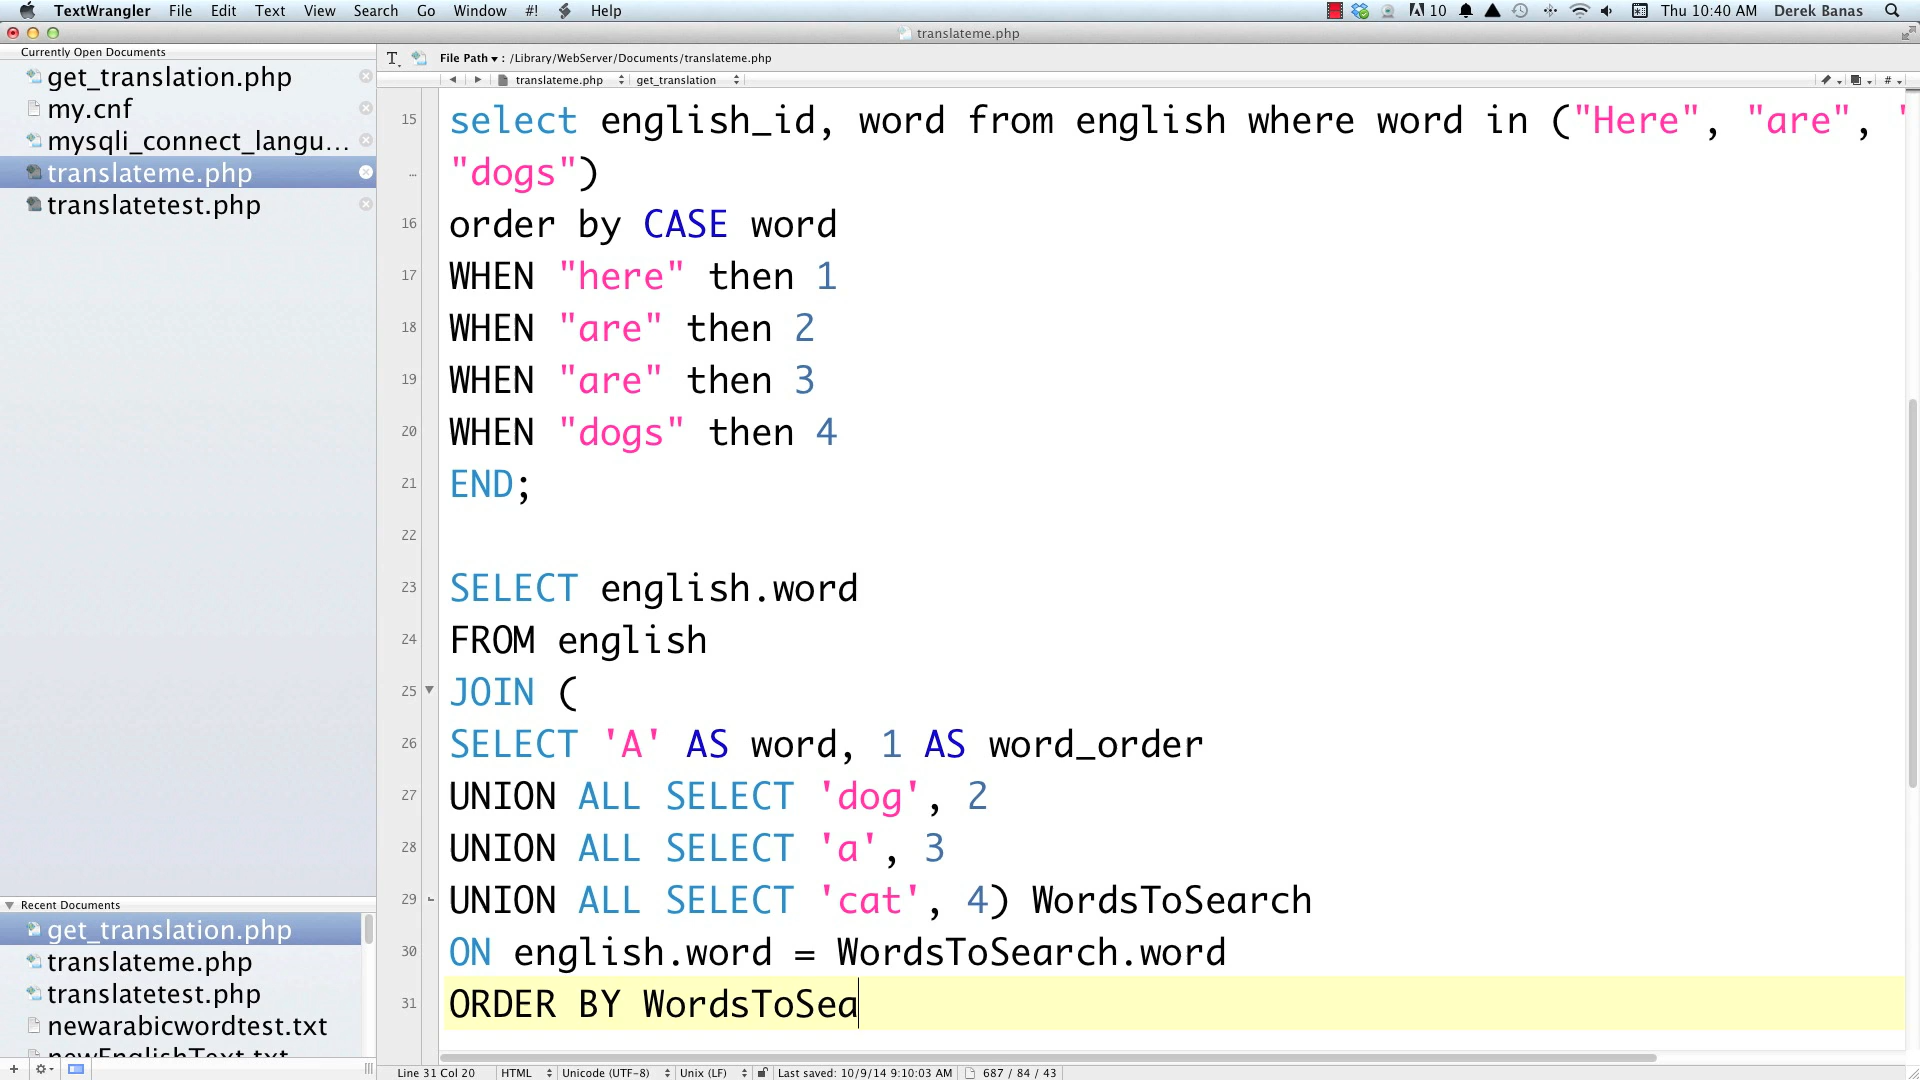 TextWrangler File Edit Text View Search Go Window #! Help 10 Thu 10:40 AM Derek Banas
translateme.php
Currently Open Documents
get_translation.php
my.cnf
mysqli_connect_langu...
translateme.php
translatetest.php
File Path : /Library/WebServer/Documents/translateme.php
translateme.php get_translation #
15 select english_id, word from english where word in ("Here", "are", "
"dogs")
16 order by CASE word
17 WHEN "here" then 1
18 WHEN "are" then 2
19 WHEN "are" then 3
20 WHEN "dogs" then 4
21 END;
22
23 SELECT english.word
24 FROM english
25 JOIN (
26 SELECT 'A' AS word, 1 AS word_order
27 UNION ALL SELECT 'dog', 2
28 UNION ALL SELECT 'a', 3
29 UNION ALL SELECT 'cat', 4) WordsToSearch
30 ON english.word = WordsToSearch.word
31 ORDER BY WordsToSea
Recent Documents
get_translation.php
translateme.php
translatetest.php
newarabicwordtest.txt
newEnglishText.txt
Line 31 Col 20 HTML Unicode (UTF-8) Unix (LF) Last saved: 10/9/14 9:10:03 AM 687 / 84 / 43